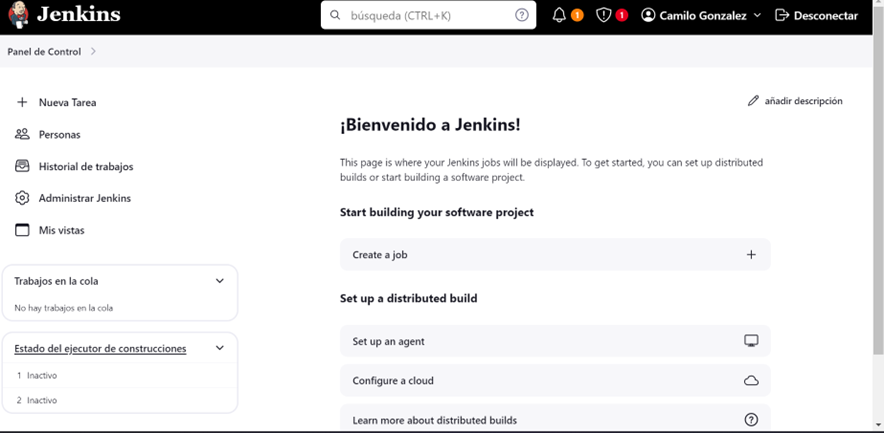 Jenkins
búsqueda (CTRL+K)
1
1
Camilo Gonzalez
Desconectar
Panel de Control
Nueva Tarea
Personas
Historial de trabajos
Administrar Jenkins
Mis vistas
Trabajos en la cola
No hay trabajos en la cola
Estado del ejecutor de construcciones
1 Inactivo
2 Inactivo
añadir descripción
¡Bienvenido a Jenkins!
This page is where your Jenkins jobs will be displayed. To get started, you can set up distributed
builds or start building a software project.
Start building your software project
Create a job
Set up a distributed build
Set up an agent
Configure a cloud
Learn more about distributed builds